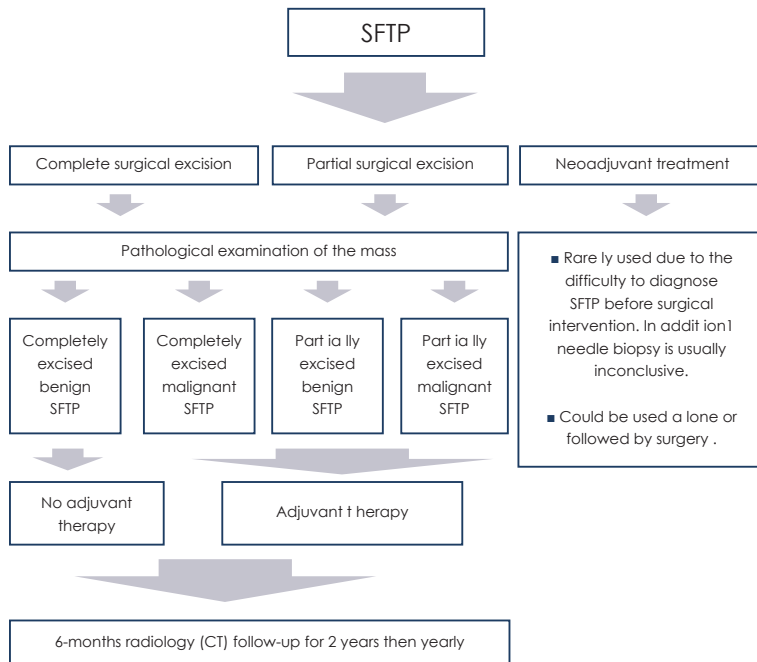 SFTP
Complete surgical excision
Partial surgical excision
Neoadjuvant treatment
Pathological examination of the mass
■ Rare ly used due to the
difficulty to diagnose
SFTP before surgical
intervention. In addit ion1
needle biopsy is usually
inconclusive.
■ Could be used a lone or
followed by surgery .
Completely
excised
benign
SFTP
Completely
excised
malignant
SFTP
Part ia lly
excised
benign
SFTP
Part ia lly
excised
malignant
SFTP
No adjuvant
therapy
Adjuvant t herapy
6-months radiology (CT) follow-up for 2 years then yearly